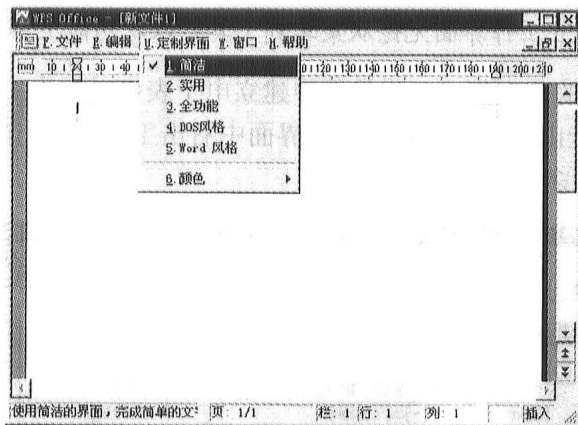 WPS Office - [新文件1]
F.文件 E.编辑 U.定制界面 W.窗口 H.帮助
1.简洁
2.实用
3.全功能
4.DOS风格
5.Word 风格
6.颜色
使用简洁的界面，完成简单的文 页: 1/1 栏: 1 行: 1 列: 1 插入